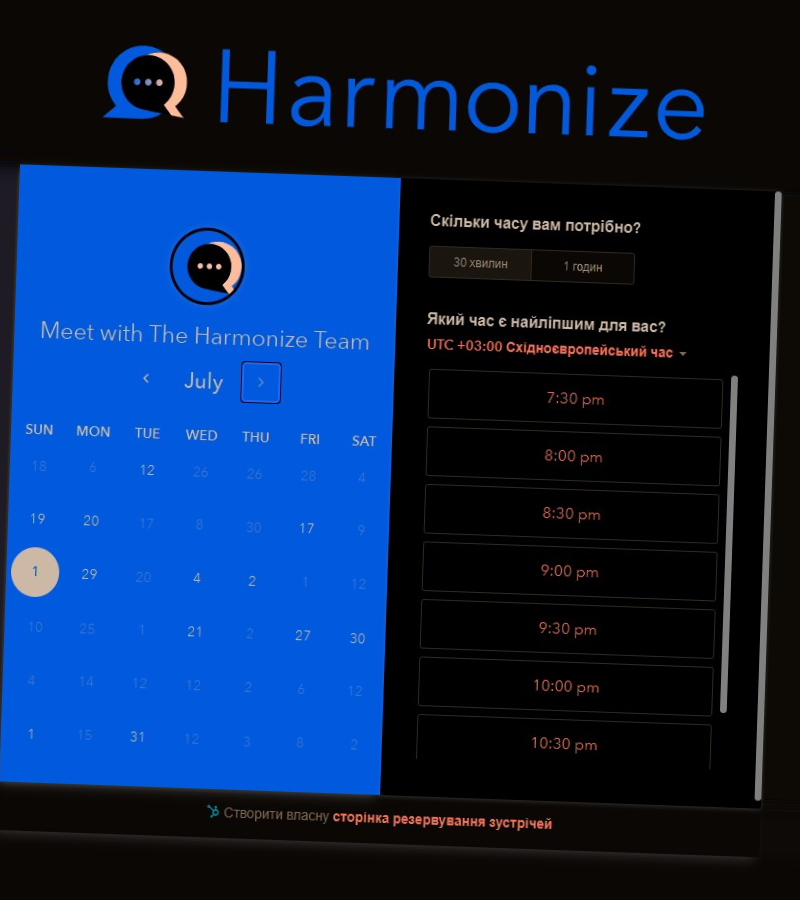 Harmonize
Meet with The Harmonize Team
July
SUN MON TUE WED THU FRI SAT
18 6 12 26 26 28 4
19 20 17 8 30 17 9
1 29 20 4 2 1 12
10 25 1 21 2 27 30
4 14 12 12 2 6 12
1 15 31 12 3 8 2
Скільки часу вам потрібно?
30 хвилин 1 годин
Який час є найліпшим для вас?
UTC +03:00 Східноєвропейський час
7:30 pm
8:00 pm
8:30 pm
9:00 pm
9:30 pm
10:00 pm
10:30 pm
Створити власну сторінка резервування зустрічей